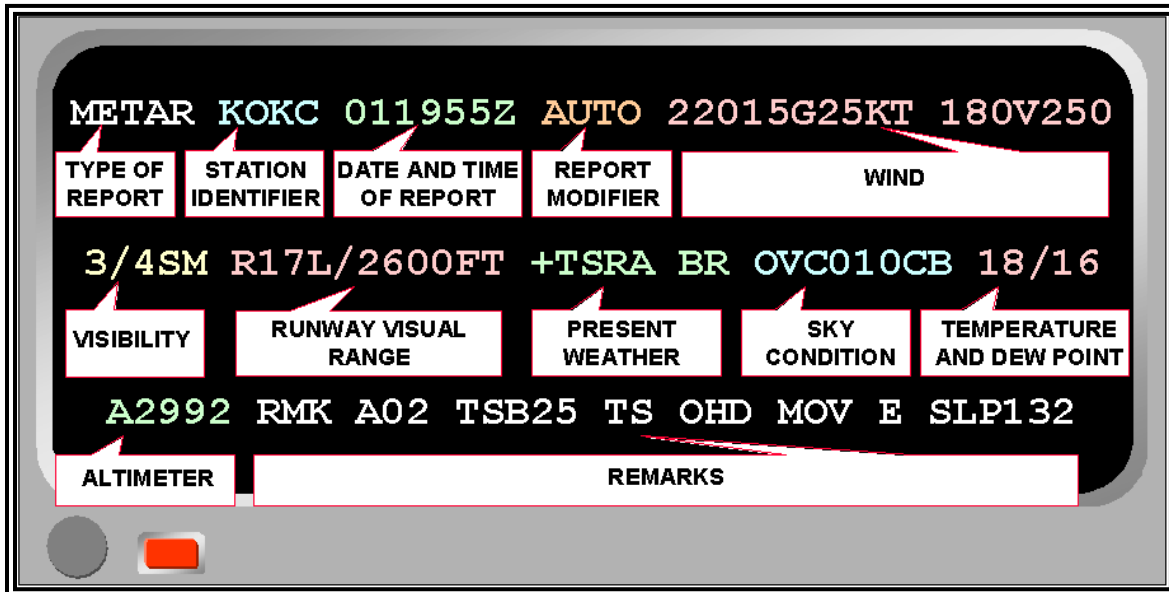 METAR KOKC 011955Z AUTO 22015G25KT 180V250
TYPE OF REPORT
STATION IDENTIFIER
DATE AND TIME OF REPORT
REPORT MODIFIER
WIND
3/4SM R17L/2600FT +TSRA BR OVC010CB 18/16
VISIBILITY
RUNWAY VISUAL RANGE
PRESENT WEATHER
SKY CONDITION
TEMPERATURE AND DEW POINT
A2992 RMK A02 TSB25 TS OHD MOV E SLP132
ALTIMETER
REMARKS